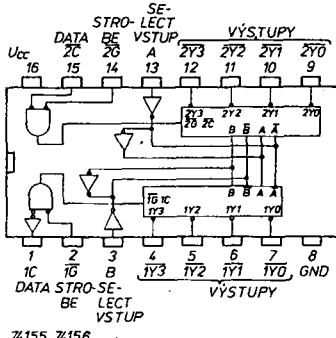 SE-
STRO- LECT
DATA BE VSTUP VÝSTUPY
Ucc 2C̅ 2G̅ A 2Y3̅ 2Y2̅ 2Y1̅ 2Y0̅
16 15 14 13 12 11 10 9
2Y3 2Y2 2Y1 2Y0
2G̅ 2C̅
B B̅ A A̅
1G̅ 1C
1Y3 1Y2 1Y1 1Y0
1 2 3 4 5 6 7 8
1C 1G̅ B 1Y3̅ 1Y2̅ 1Y1̅ 1Y0̅ GND
DATA STRO- SE-
BE LECT VÝSTUPY
VSTUP
74155, 74156